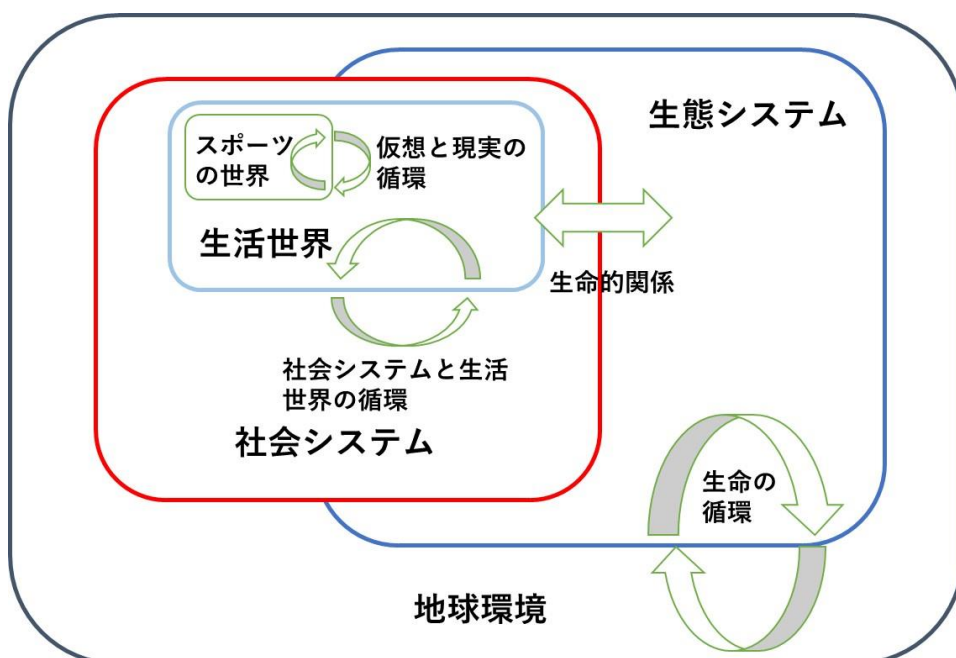 生態システム
スポーツ
の世界
仮想と現実の
循環
生活世界
生命的関係
社会システムと生活
世界の循環
社会システム
生命の
循環
地球環境